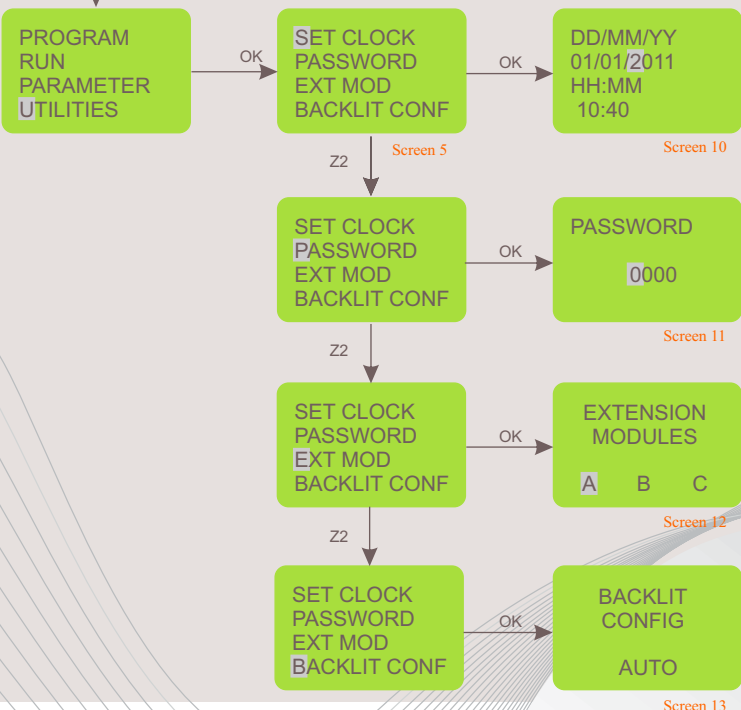 PROGRAM
RUN
PARAMETER
UTILITIES
OK
SET CLOCK
PASSWORD
EXT MOD
BACKLIT CONF
Screen 5
OK
DD/MM/YY
01/01/2011
HH:MM
10:40
Screen 10
Z2
SET CLOCK
PASSWORD
EXT MOD
BACKLIT CONF
OK
PASSWORD
0000
Screen 11
Z2
SET CLOCK
PASSWORD
EXT MOD
BACKLIT CONF
OK
EXTENSION
MODULES
A B C
Screen 12
Z2
SET CLOCK
PASSWORD
EXT MOD
BACKLIT CONF
OK
BACKLIT
CONFIG
AUTO
Screen 13